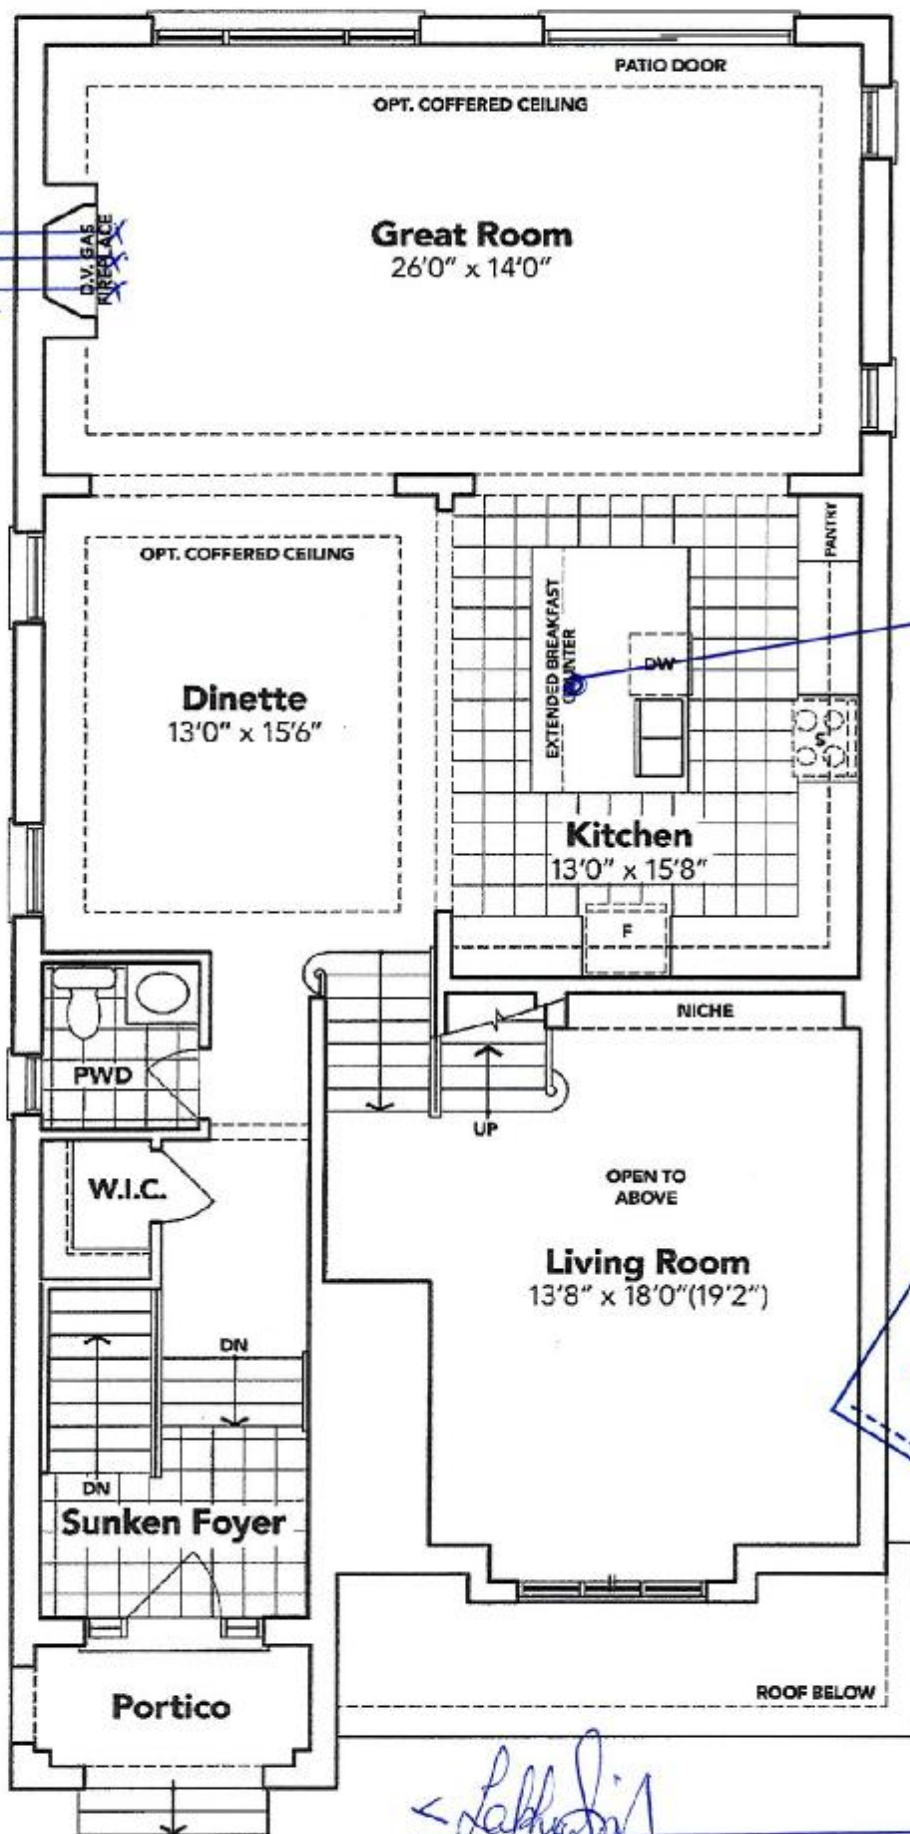 PATIO DOOR
OPT. COFFERED CEILING
D.V. GAS
FIREPLACE
Great Room
26'0" x 14'0"
OPT. COFFERED CEILING
PANTRY
EXTENDED BREAKFAST
COUNTER
DW
Dinette
13'0" x 15'6"
S
Kitchen
13'0" x 15'8"
F
NICHE
PWD
UP
W.I.C.
OPEN TO
ABOVE
Living Room
13'8" x 18'0"(19'2")
DN
DN
Sunken Foyer
ROOF BELOW
Portico